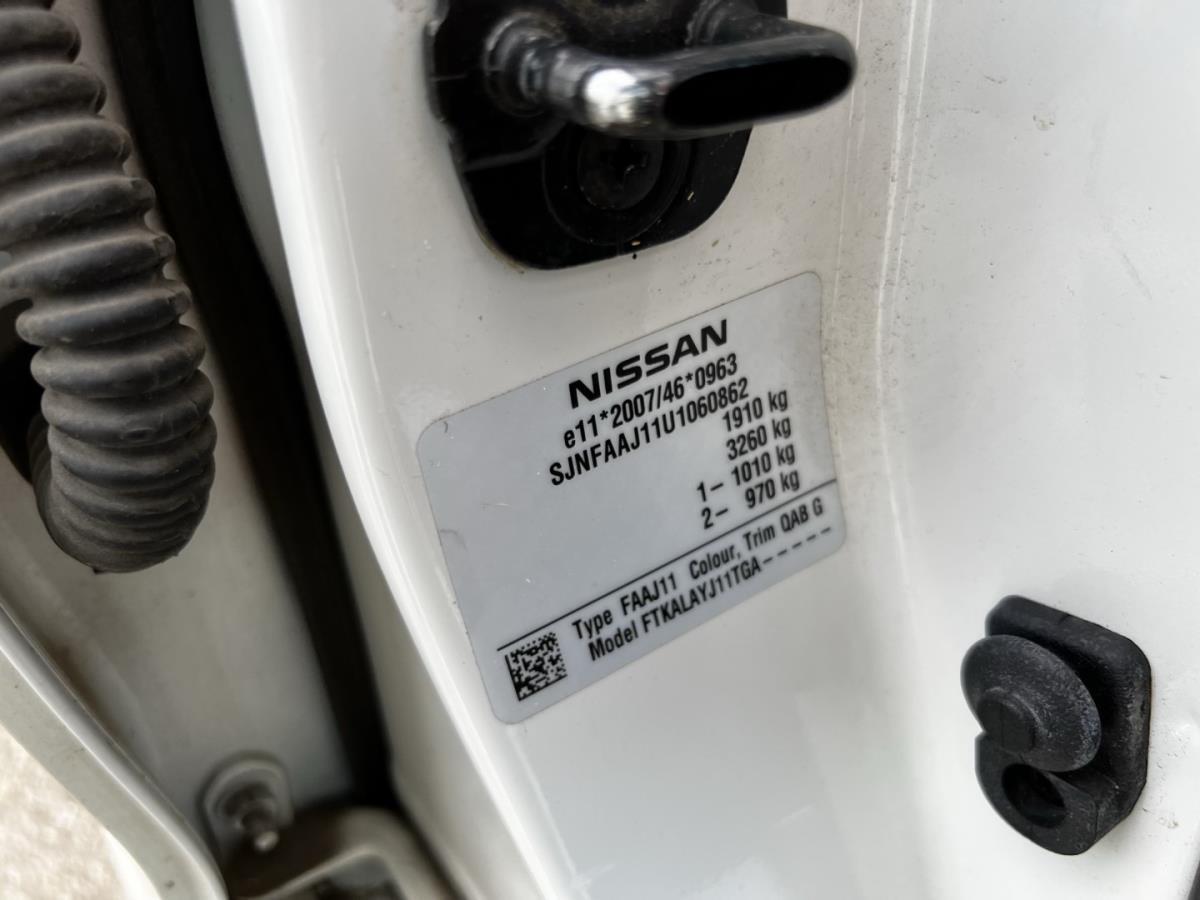 NISSAN
e11*2007/46*0963
SJNFAAJ11U1060862
1910 kg
3260 kg
1– 1010 kg
2– 970 kg
Type FAAJ11 Colour, Trim QAB G
Model FTKALAYJ11TGA–––––